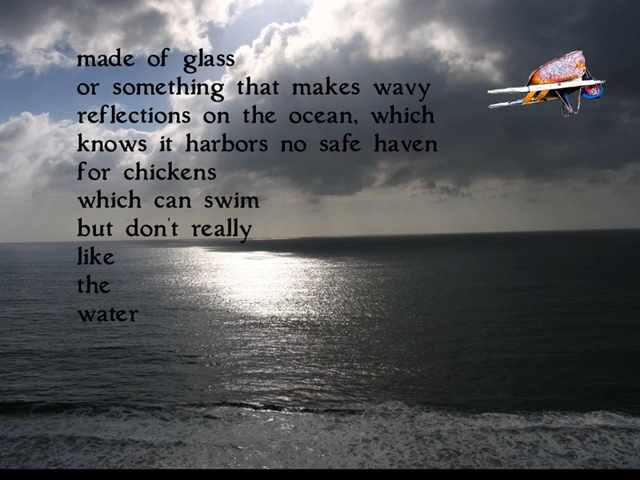 made of glass
or something that makes wavy
reflections on the ocean, which
knows it harbors no safe haven
for chickens
which can swim
but don't really
like
the
water